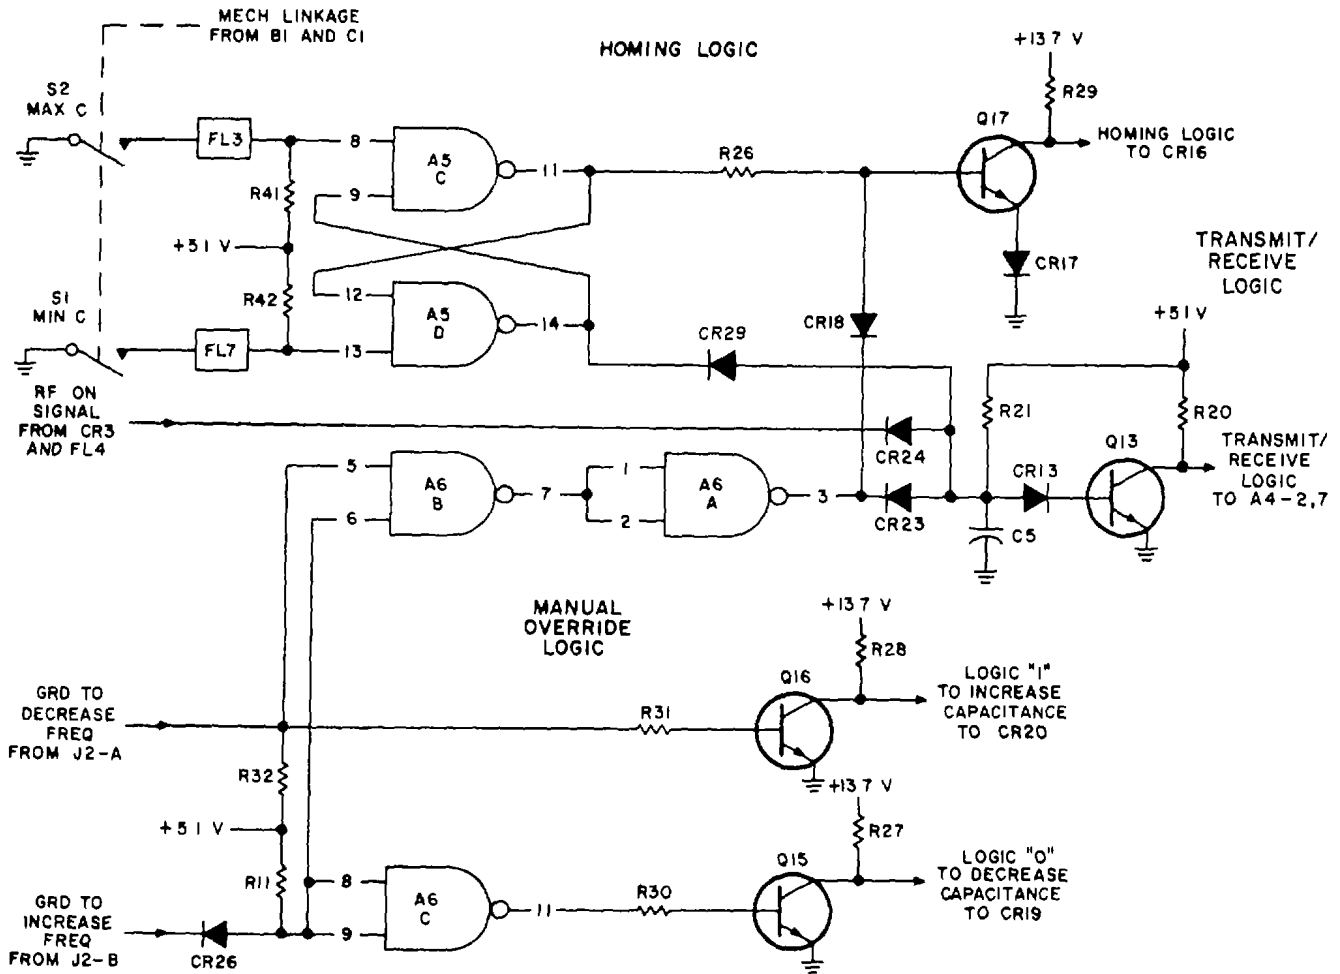 MECH LINKAGE
FROM B1 AND C1
HOMING LOGIC
+13.7 V
R29
S2
MAX C
FL3
8
A5
C
11
9
R26
Q17
HOMING LOGIC
TO CR16
R41
+5 1 V
R42
CR17
TRANSMIT/
RECEIVE
LOGIC
S1
MIN C
FL7
12
A5
D
14
13
CR29
CR18
+5 1 V
RF ON
SIGNAL
FROM CR3
AND FL4
CR24
R21
R20
Q13
TRANSMIT/
RECEIVE
LOGIC
TO A4-2,7
5
A6
B
7
6
1
A6
A
3
2
CR23
CR13
C5
MANUAL
OVERRIDE
LOGIC
+13 7 V
R28
GRD TO
DECREASE
FREQ
FROM J2-A
R31
Q16
LOGIC "1"
TO INCREASE
CAPACITANCE
TO CR20
R32
+5 1 V
R11
+13 7 V
R27
GRD TO
INCREASE
FREQ
FROM J2-B
CR26
8
A6
C
11
9
R30
Q15
LOGIC "0"
TO DECREASE
CAPACITANCE
TO CR19